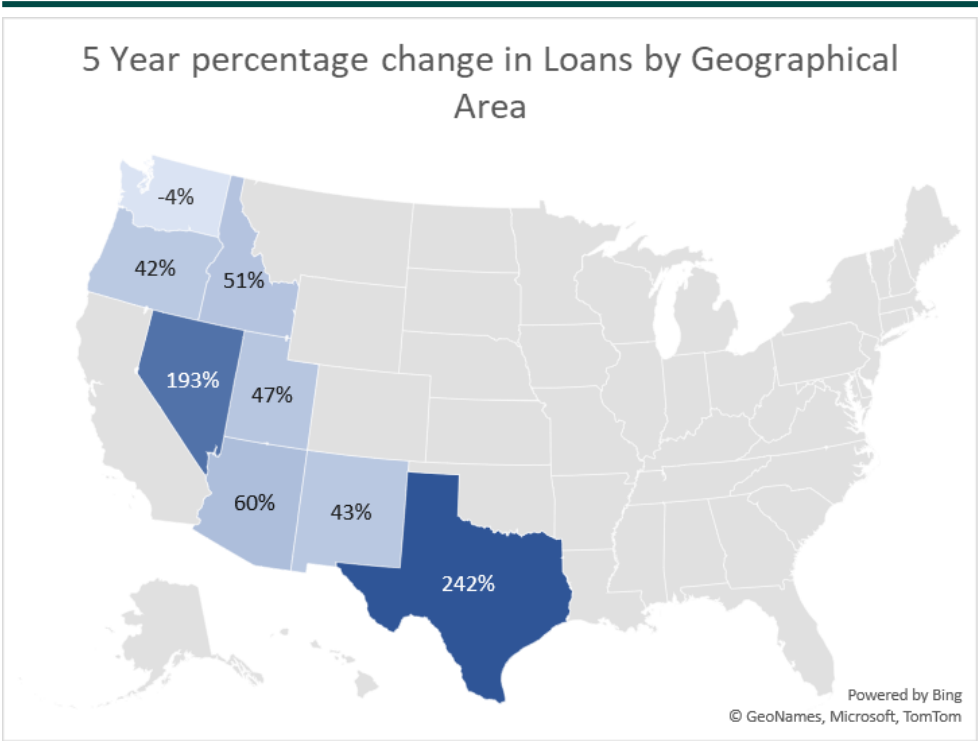 5 Year percentage change in Loans by Geographical
Area
-4%
42%
51%
193%
47%
60%
43%
242%
Powered by Bing
© GeoNames, Microsoft, TomTom